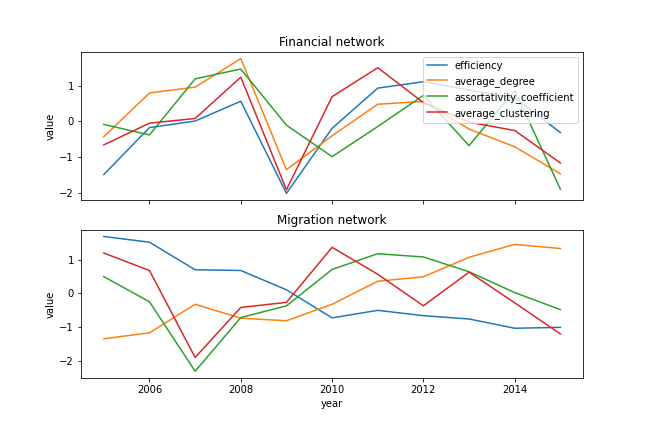 Financial network
value
1
0
−1
−2
efficiency
average_degree
assortativity_coefficient
average_clustering
Migration network
value
1
0
−1
−2
2006 2008 2010 2012 2014
year